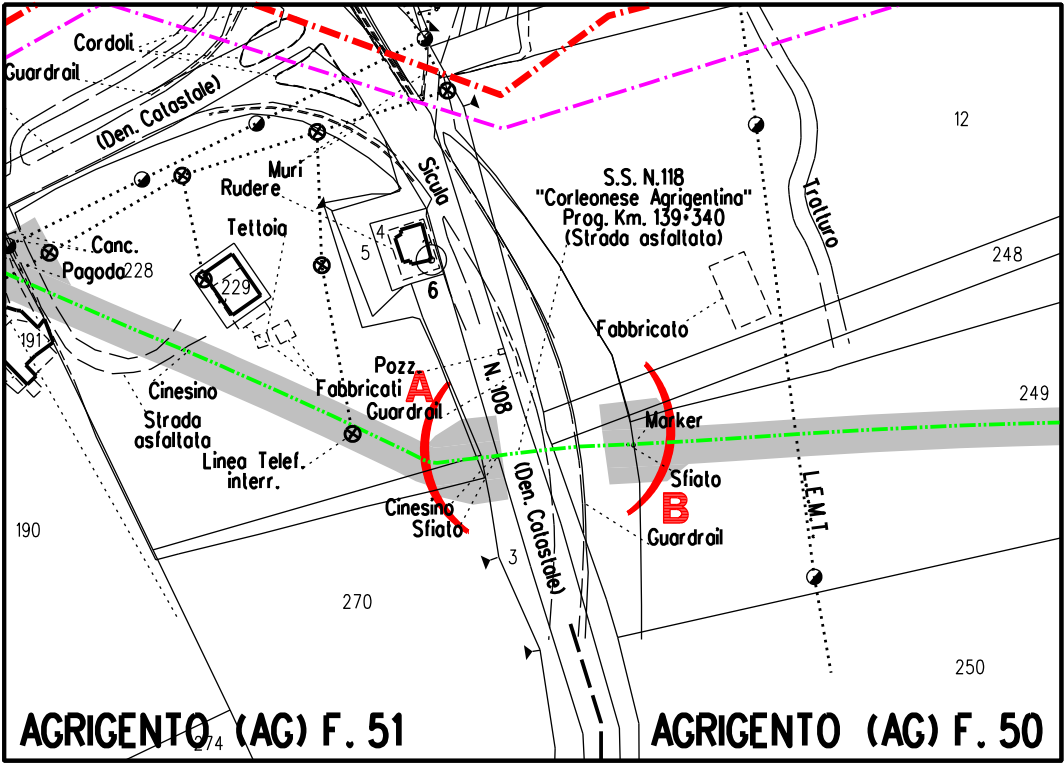 Cordoli
Guardrail
(Den. Catastale)
Muri
Rudere
Tettoia
Canc.
Pagoda
228
229
191
4
5
6
Sicula
S.S. N.118
"Corleonese Agrigentina"
Prog. Km. 139+340
(Strada asfaltata)
12
Tratturo
248
Fabbricato
249
Pozz.
Fabbricati
Guardrail
A
N. 108
Cinesino
Strada
asfaltata
Linea Telef.
interr.
Marker
Sfiato
B
Guardrail
Cinesino
Sfiato
(Den. Catastale)
I.E.M.T.
190
3
270
250
274
AGRIGENTO (AG) F. 51
AGRIGENTO (AG) F. 50